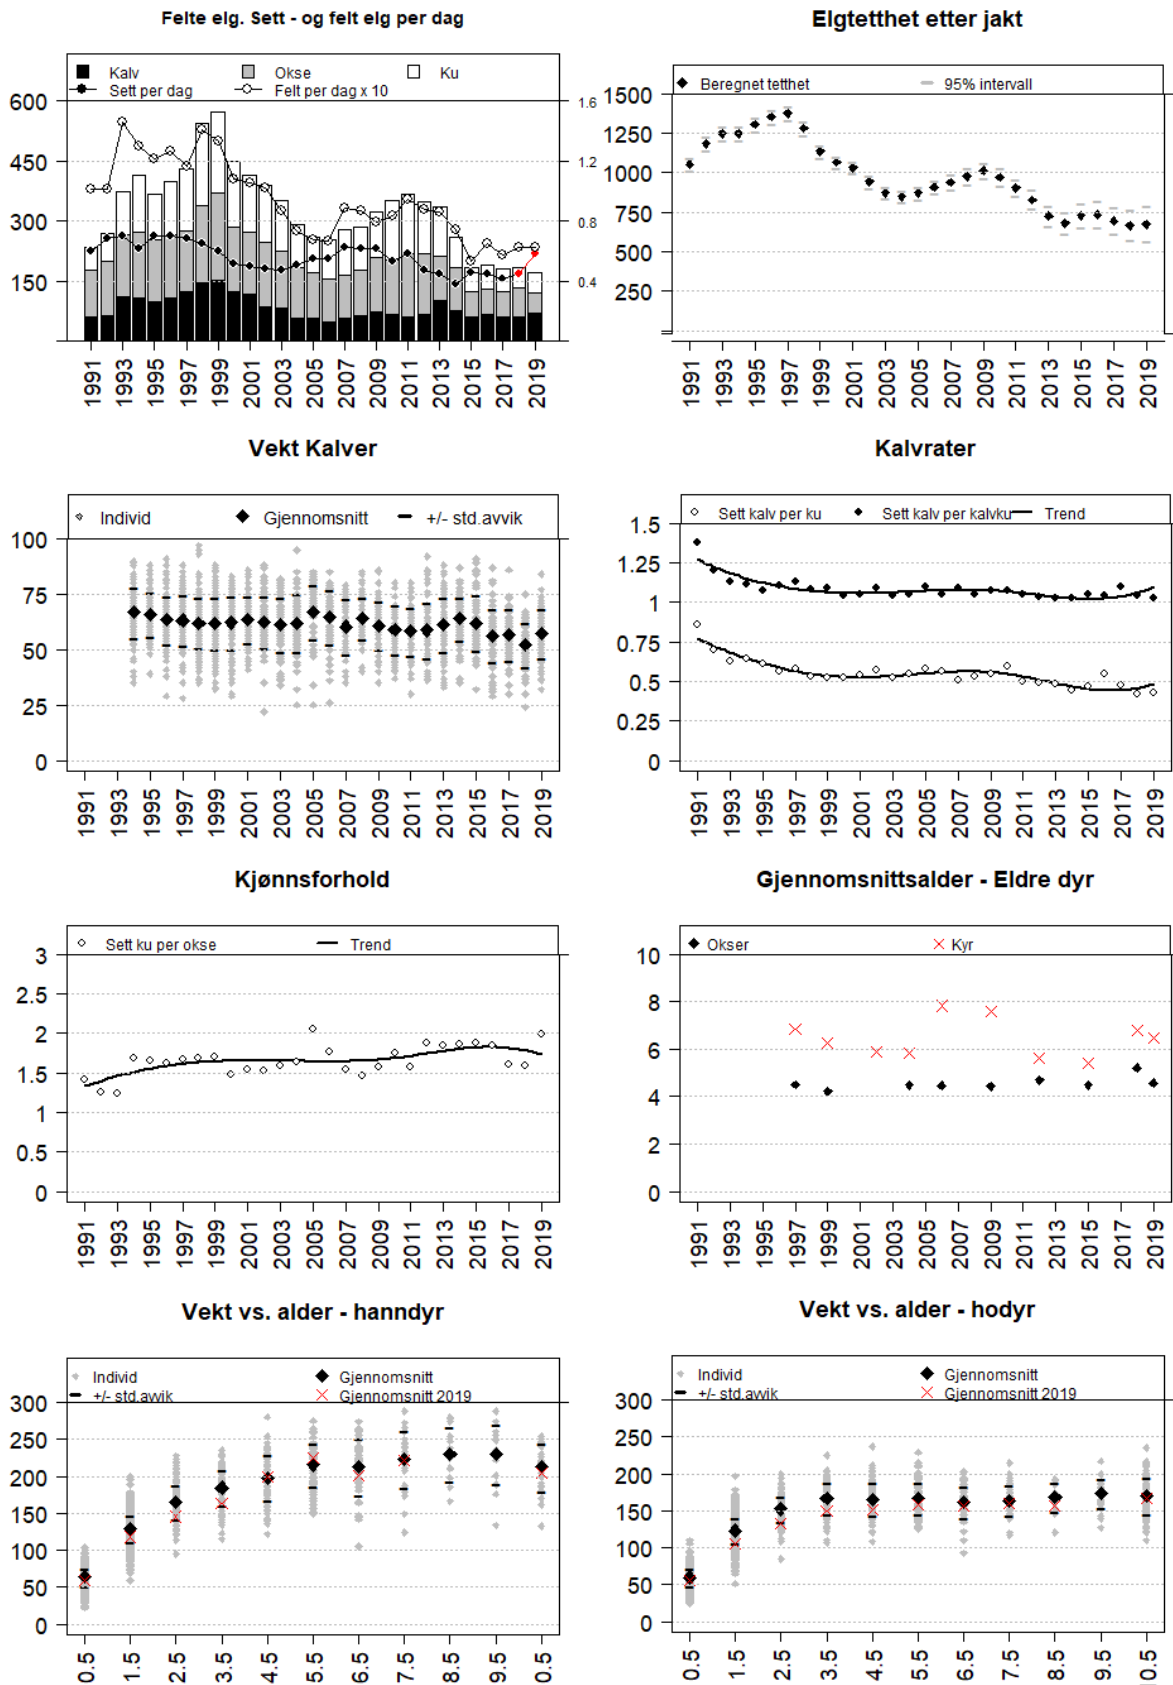 Felte elg. Sett - og felt elg per dag
Kalv Okse Ku
Sett per dag Felt per dag x 10
600 1.6
450 1.2
300 0.8
150 0.4
1991 1993 1995 1997 1999 2001 2003 2005 2007 2009 2011 2013 2015 2017 2019
Elgtetthet etter jakt
Beregnet tetthet 95% intervall
1500
1250
1000
750
500
250
1991 1993 1995 1997 1999 2001 2003 2005 2007 2009 2011 2013 2015 2017 2019
Vekt Kalver
Individ Gjennomsnitt +/- std.avvik
100
75
50
25
0
1991 1993 1995 1997 1999 2001 2003 2005 2007 2009 2011 2013 2015 2017 2019
Kalvrater
Sett kalv per ku Sett kalv per kalvku Trend
1.5
1.25
1
0.75
0.5
0.25
0
1991 1993 1995 1997 1999 2001 2003 2005 2007 2009 2011 2013 2015 2017 2019
Kjønnsforhold
Sett ku per okse Trend
3
2.5
2
1.5
1
0.5
0
1991 1993 1995 1997 1999 2001 2003 2005 2007 2009 2011 2013 2015 2017 2019
Gjennomsnittsalder - Eldre dyr
Okser Kyr
10
8
6
4
2
0
1991 1993 1995 1997 1999 2001 2003 2005 2007 2009 2011 2013 2015 2017 2019
Vekt vs. alder - hanndyr
Individ Gjennomsnitt
+/- std.avvik Gjennomsnitt 2019
300
250
200
150
100
50
0
0.5 1.5 2.5 3.5 4.5 5.5 6.5 7.5 8.5 9.5 0.5
Vekt vs. alder - hodyr
Individ Gjennomsnitt
+/- std.avvik Gjennomsnitt 2019
300
250
200
150
100
50
0
0.5 1.5 2.5 3.5 4.5 5.5 6.5 7.5 8.5 9.5 0.5